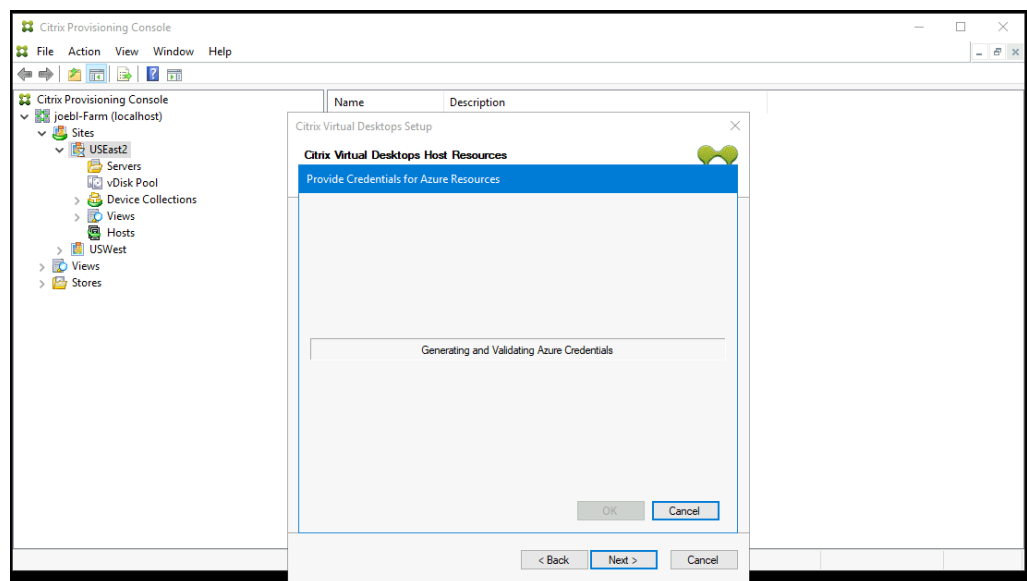 Citrix Provisioning Console
File Action View Window Help
Citrix Provisioning Console
joebl-Farm (localhost)
Sites
USEast2
Servers
vDisk Pool
Device Collections
Views
Hosts
USWest
Views
Stores
Name Description
Citrix Virtual Desktops Setup
Citrix Virtual Desktops Host Resources
Provide Credentials for Azure Resources
Generating and Validating Azure Credentials
OK Cancel
< Back Next > Cancel